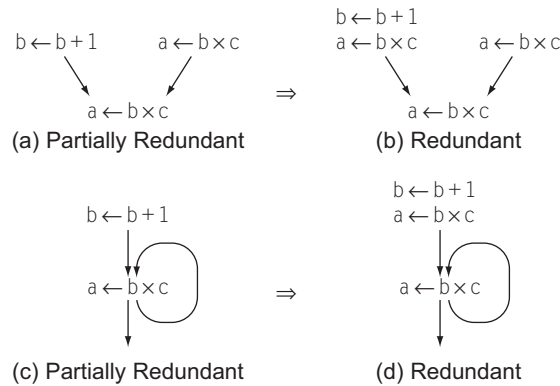 b ← b + 1
a ← b × c
a ← b × c
(a) Partially Redundant
⇒
b ← b + 1
a ← b × c
a ← b × c
a ← b × c
(b) Redundant
b ← b + 1
a ← b × c
(c) Partially Redundant
⇒
b ← b + 1
a ← b × c
a ← b × c
(d) Redundant